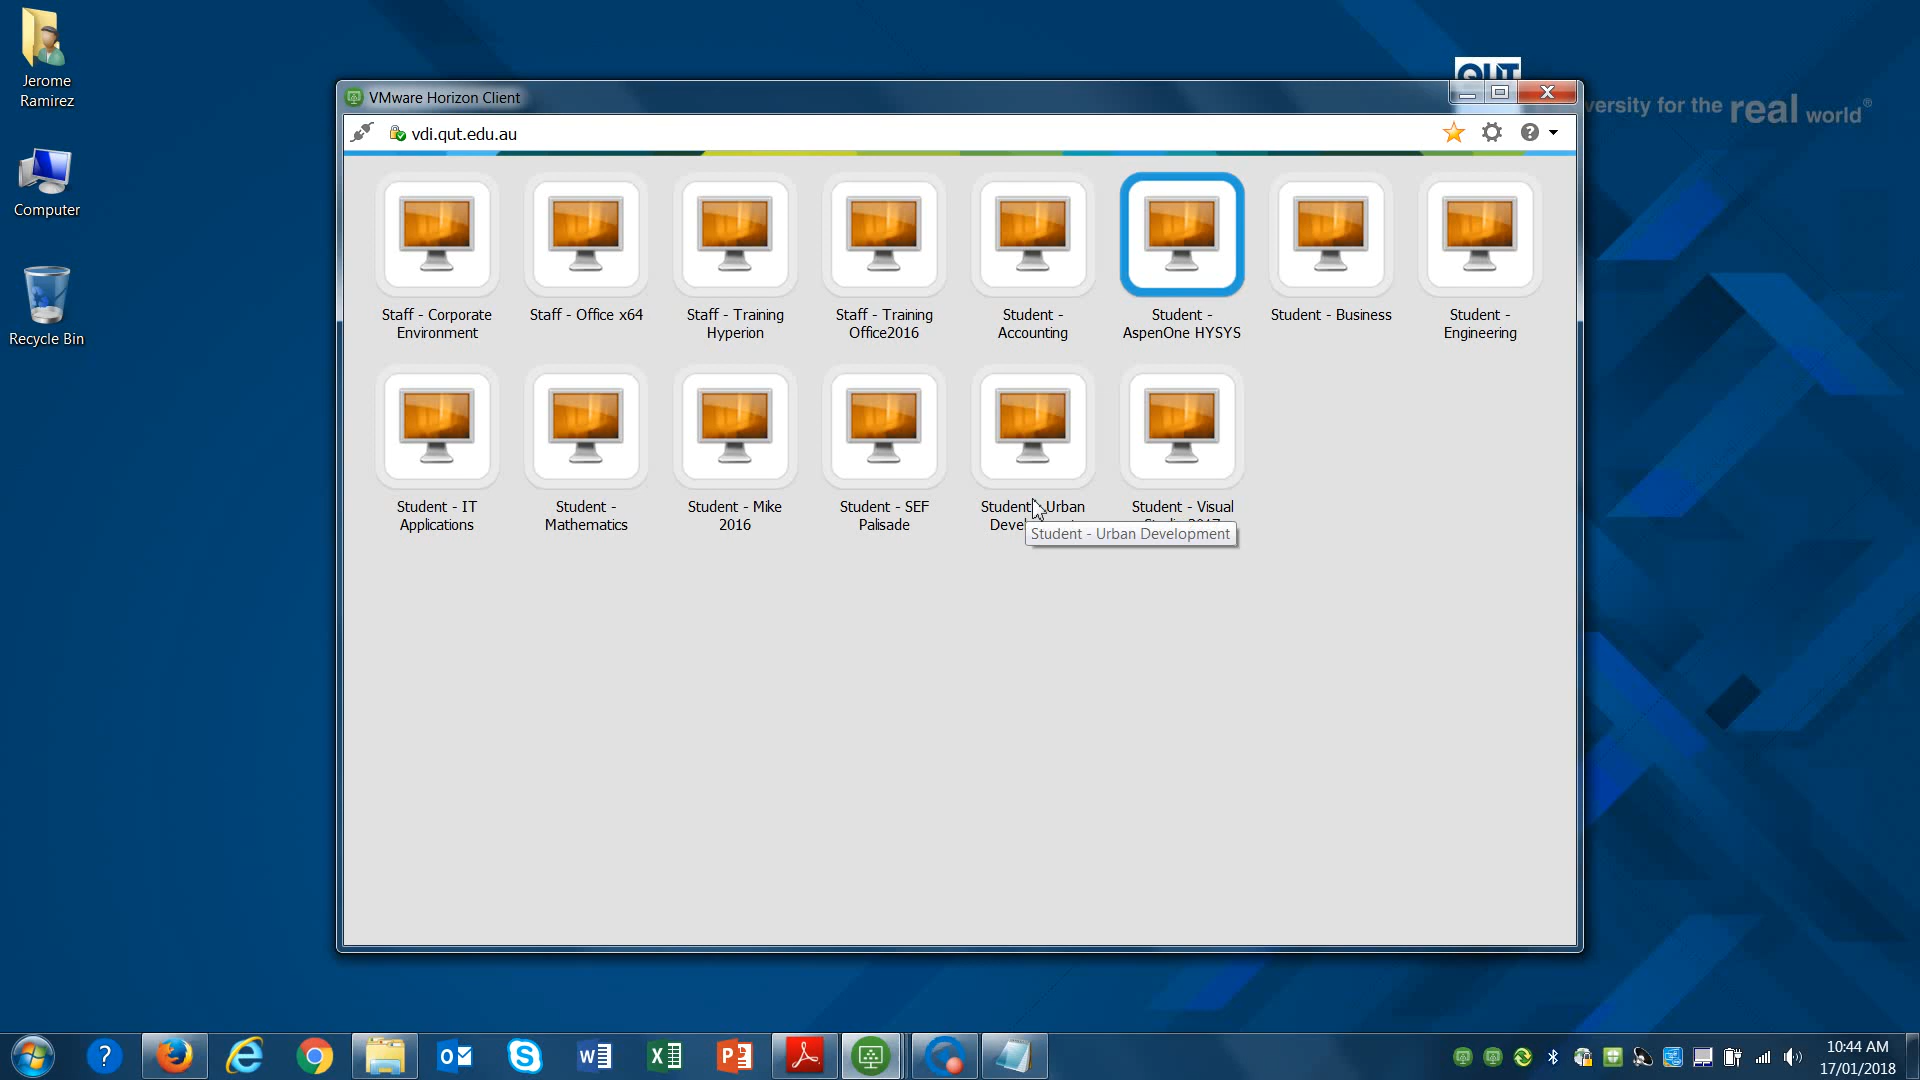 Jerome
Ramirez
Computer
Recycle Bin
QUT
versity for the real world®
VMware Horizon Client
vdi.qut.edu.au
Staff - Corporate
Environment
Staff - Office x64
Staff - Training
Hyperion
Staff - Training
Office2016
Student -
Accounting
Student -
AspenOne HYSYS
Student - Business
Student -
Engineering
Student - IT
Applications
Student -
Mathematics
Student - Mike
2016
Student - SEF
Palisade
Student - Urban
Student - Visual
Student - Urban Development
10:44 AM
17/01/2018